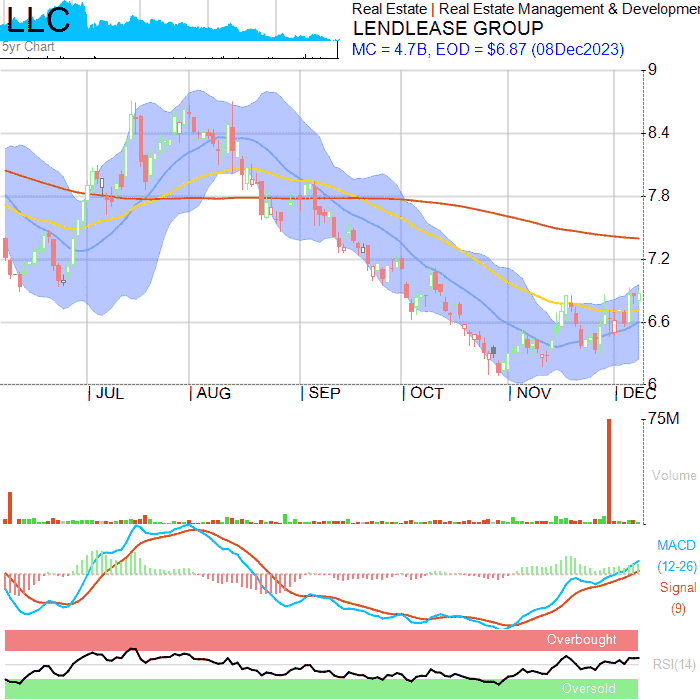 LLC
5yr Chart
Real Estate | Real Estate Management & Developmen
LENDLEASE GROUP
MC = 4.7B, EOD = $6.87 (08Dec2023)
9
8.4
7.8
7.2
6.6
6
| JUL | AUG | SEP | OCT | NOV | DEC
75M
Volume
MACD
(12-26)
Signal
(9)
Overbought
RSI(14)
Oversold